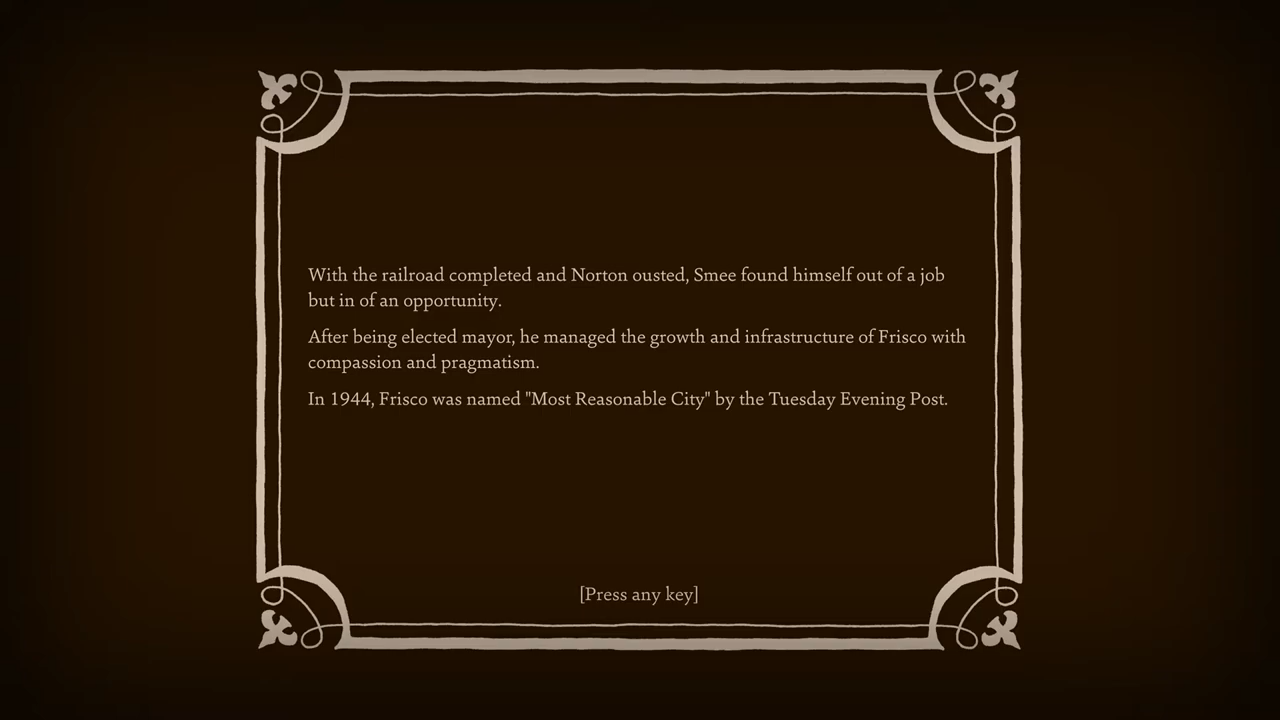 With the railroad completed and Norton ousted, Smee found himself out of a job
but in of an opportunity.
After being elected mayor, he managed the growth and infrastructure of Frisco with
compassion and pragmatism.
In 1944, Frisco was named "Most Reasonable City" by the Tuesday Evening Post.
[Press any key]